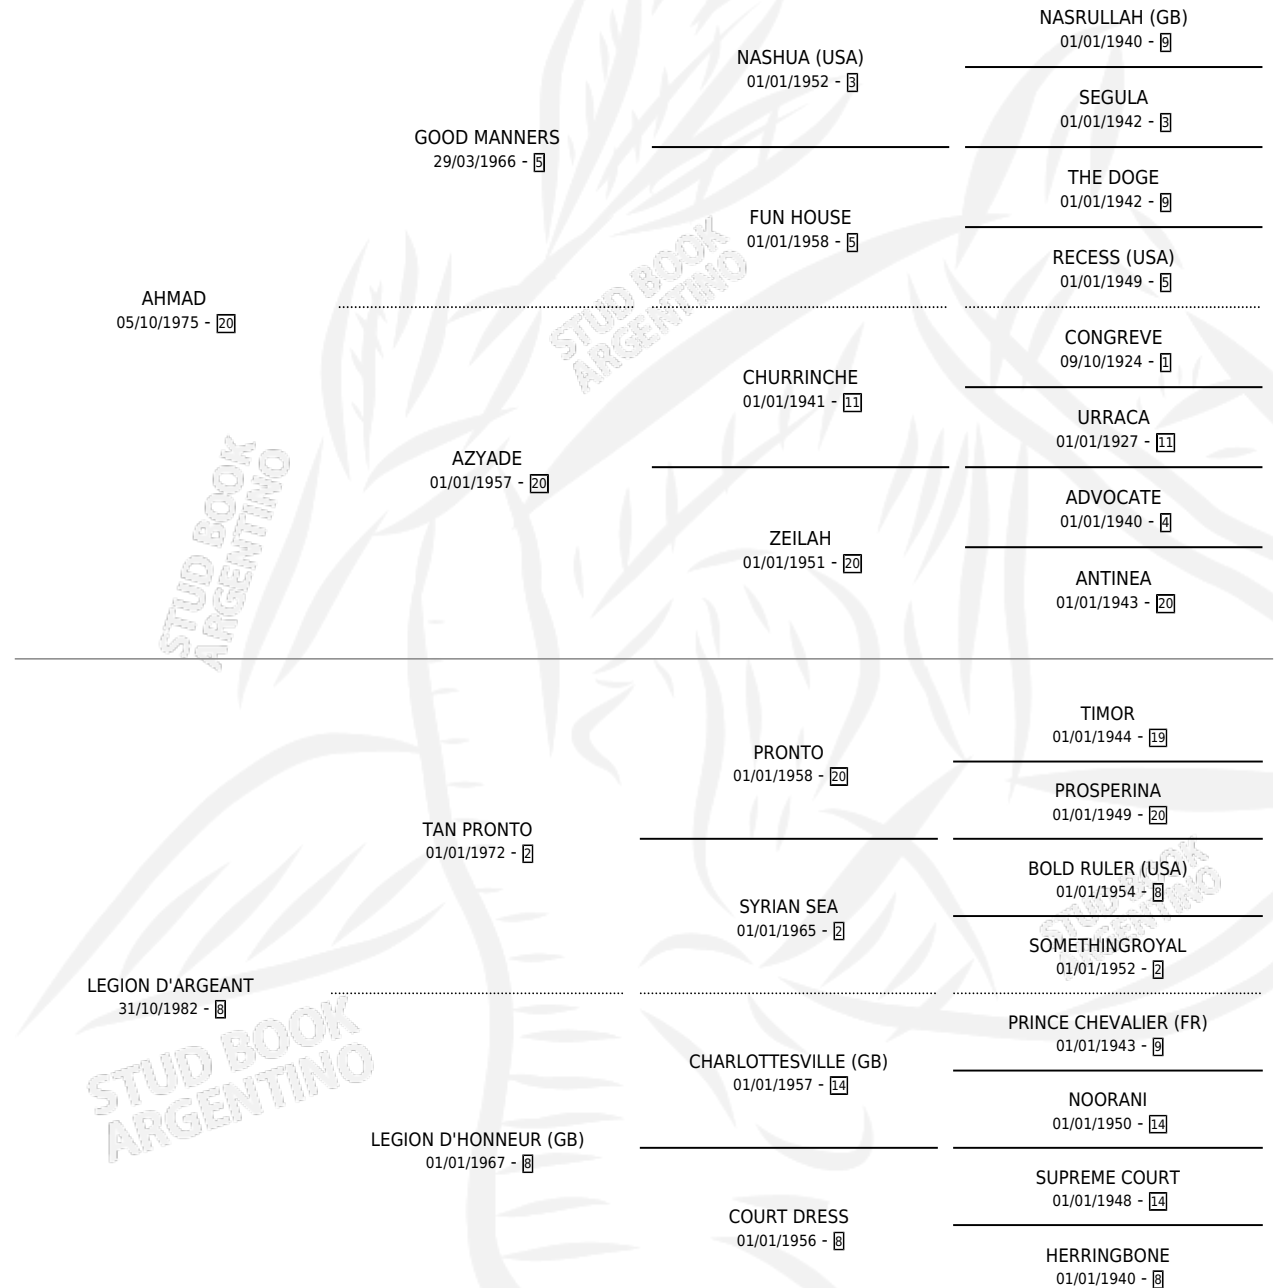 NASRULLAH (GB)
01/01/1940 - 9
NASHUA (USA)
01/01/1952 - 3
SEGULA
01/01/1942 - 3
GOOD MANNERS
29/03/1966 - 5
THE DOGE
01/01/1942 - 9
FUN HOUSE
01/01/1958 - 5
RECESS (USA)
01/01/1949 - 5
AHMAD
05/10/1975 - 20
CONGREVE
09/10/1924 - 1
CHURRINCHE
01/01/1941 - 11
URRACA
01/01/1927 - 11
AZYADE
01/01/1957 - 20
ADVOCATE
01/01/1940 - 4
ZEILAH
01/01/1951 - 20
ANTINEA
01/01/1943 - 20
STUD BOOK
ARGENTINO
STUD BOOK
ARGENTINO
TIMOR
01/01/1944 - 19
PRONTO
01/01/1958 - 20
PROSPERINA
01/01/1949 - 20
TAN PRONTO
01/01/1972 - 2
BOLD RULER (USA)
01/01/1954 - 8
SYRIAN SEA
01/01/1965 - 2
SOMETHINGROYAL
01/01/1952 - 2
LEGION D'ARGEANT
31/10/1982 - 8
PRINCE CHEVALIER (FR)
01/01/1943 - 9
CHARLOTTESVILLE (GB)
01/01/1957 - 14
NOORANI
01/01/1950 - 14
LEGION D'HONNEUR (GB)
01/01/1967 - 8
SUPREME COURT
01/01/1948 - 14
COURT DRESS
01/01/1956 - 8
HERRINGBONE
01/01/1940 - 8
STUD BOOK
ARGENTINO
STUD BOOK
ARGENTINO